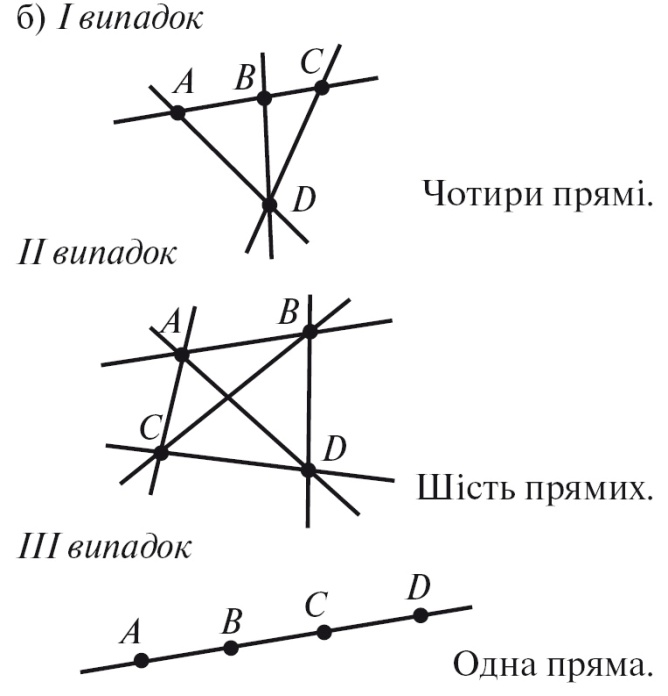 б) I випадок
A B C
D
Чотири прямі.
II випадок
A B
C D
Шість прямих.
III випадок
A B C D
Одна пряма.